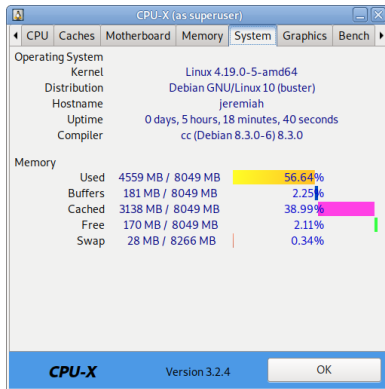 CPU-X (as superuser)
CPU Caches Motherboard Memory System Graphics Bench
Operating System
Kernel Linux 4.19.0-5-amd64
Distribution Debian GNU/Linux 10 (buster)
Hostname jeremiah
Uptime 0 days, 5 hours, 18 minutes, 40 seconds
Compiler cc (Debian 8.3.0-6) 8.3.0
Memory
Used 4559 MB / 8049 MB 56.64%
Buffers 181 MB / 8049 MB 2.25%
Cached 3138 MB / 8049 MB 38.99%
Free 170 MB / 8049 MB 2.11%
Swap 28 MB / 8266 MB 0.34%
CPU-X Version 3.2.4 OK